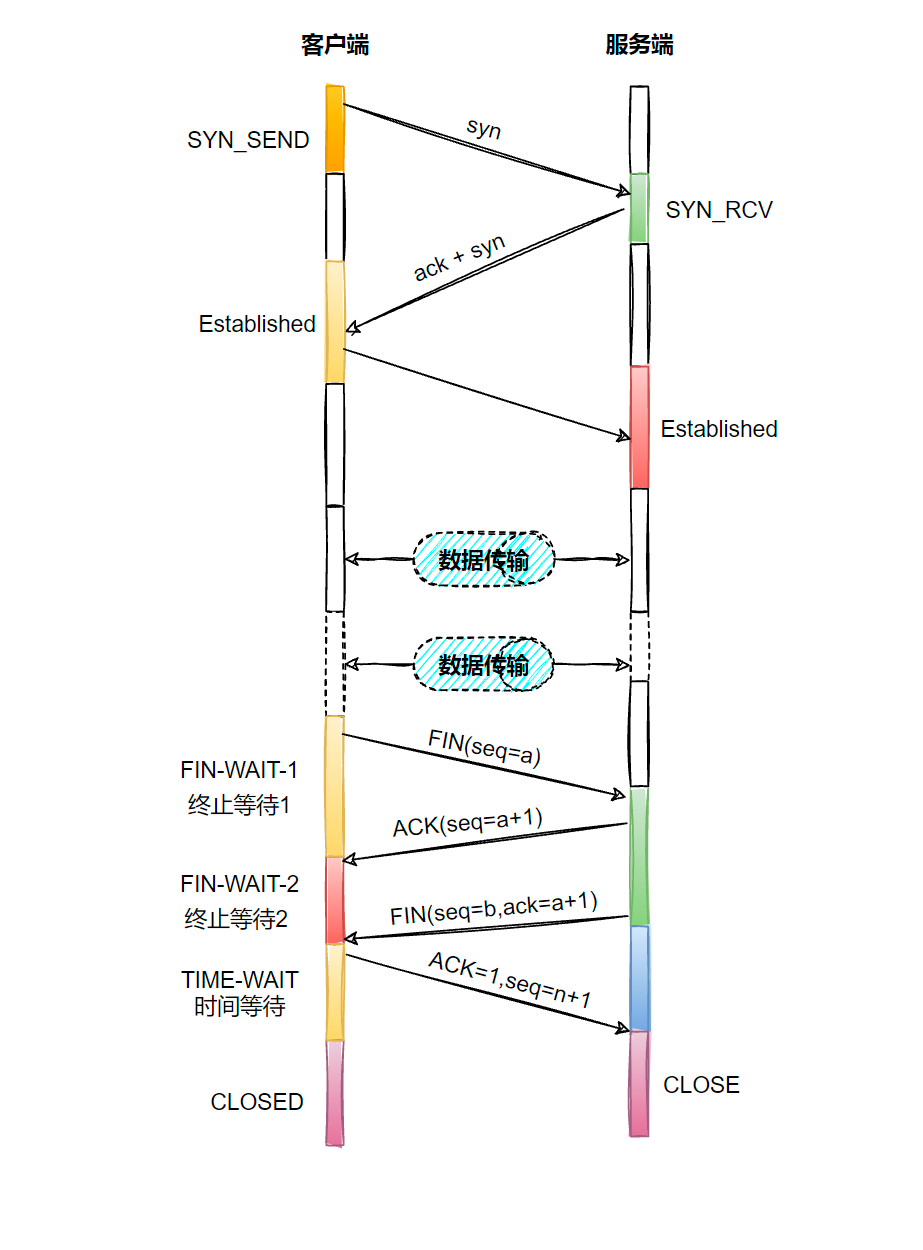 客户端
服务端
SYN_SEND
syn
SYN_RCV
ack + syn
Established
Established
数据传输
数据传输
FIN(seq=a)
FIN-WAIT-1
终止等待1
ACK(seq=a+1)
FIN-WAIT-2
终止等待2
FIN(seq=b,ack=a+1)
TIME-WAIT
时间等待
ACK=1,seq=n+1
CLOSED
CLOSE